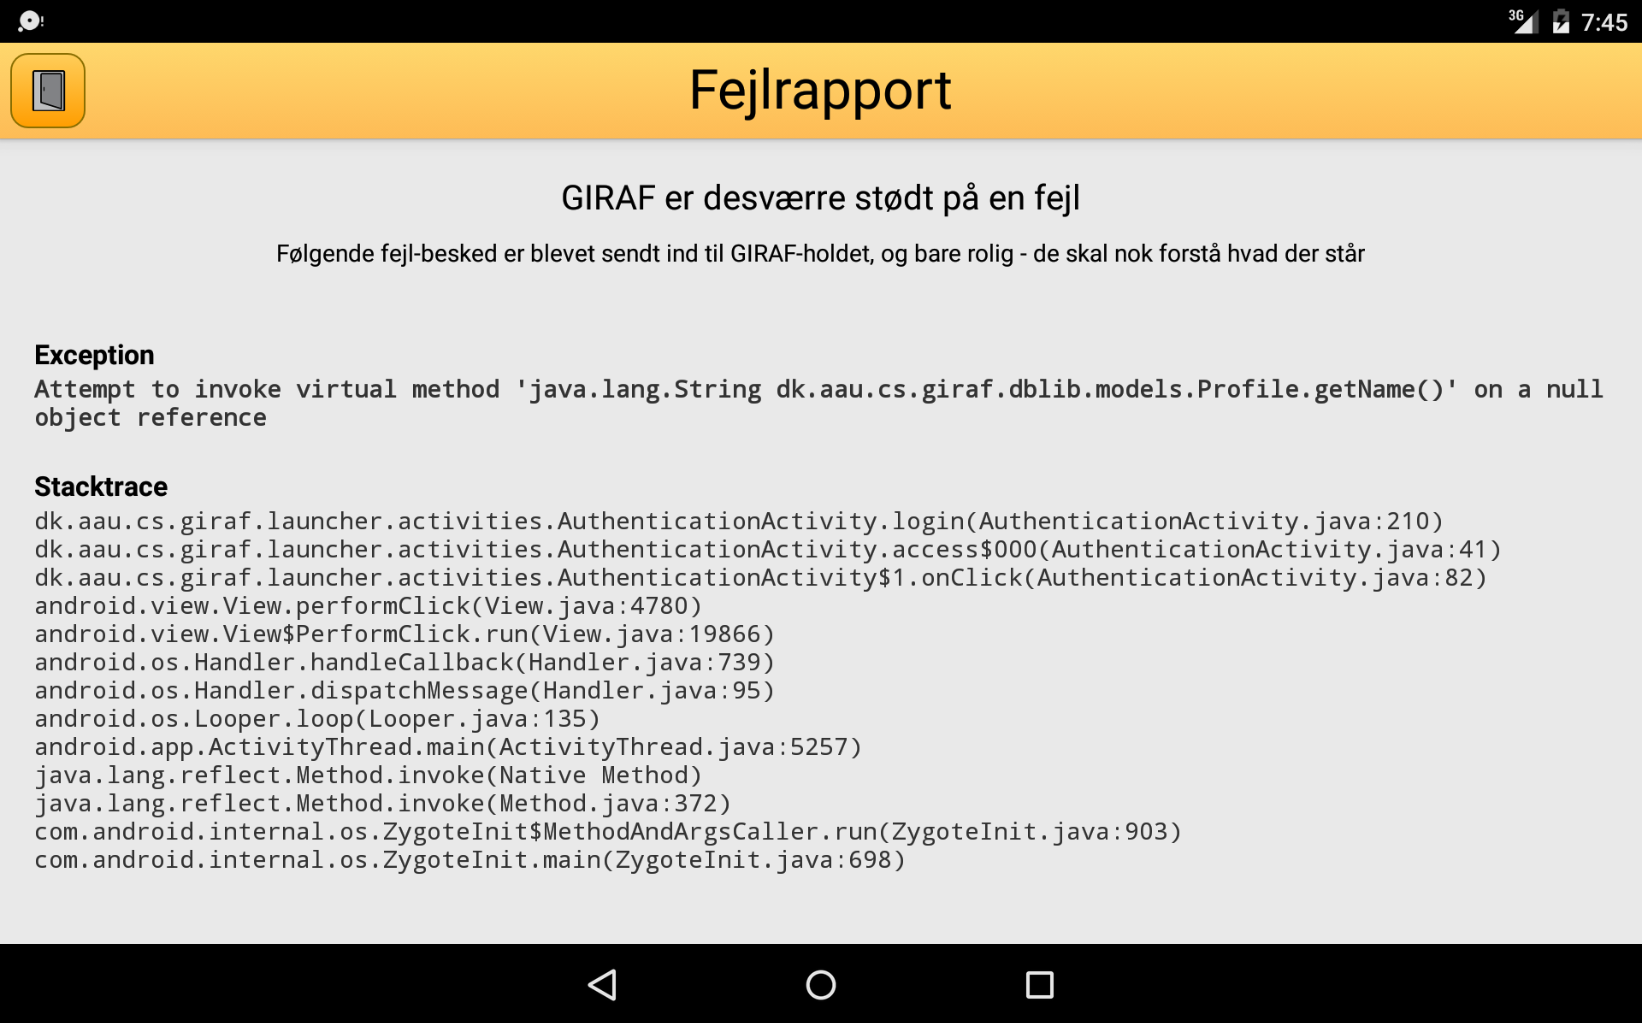 3G 7:45
Fejlrapport
GIRAF er desværre stødt på en fejl
Følgende fejl-besked er blevet sendt ind til GIRAF-holdet, og bare rolig - de skal nok forstå hvad der står
Exception
Attempt to invoke virtual method 'java.lang.String dk.aau.cs.giraf.dblib.models.Profile.getName()' on a null
object reference
Stacktrace
dk.aau.cs.giraf.launcher.activities.AuthenticationActivity.login(AuthenticationActivity.java:210)
dk.aau.cs.giraf.launcher.activities.AuthenticationActivity.access$000(AuthenticationActivity.java:41)
dk.aau.cs.giraf.launcher.activities.AuthenticationActivity$1.onClick(AuthenticationActivity.java:82)
android.view.View.performClick(View.java:4780)
android.view.View$PerformClick.run(View.java:19866)
android.os.Handler.handleCallback(Handler.java:739)
android.os.Handler.dispatchMessage(Handler.java:95)
android.os.Looper.loop(Looper.java:135)
android.app.ActivityThread.main(ActivityThread.java:5257)
java.lang.reflect.Method.invoke(Native Method)
java.lang.reflect.Method.invoke(Method.java:372)
com.android.internal.os.ZygoteInit$MethodAndArgsCaller.run(ZygoteInit.java:903)
com.android.internal.os.ZygoteInit.main(ZygoteInit.java:698)